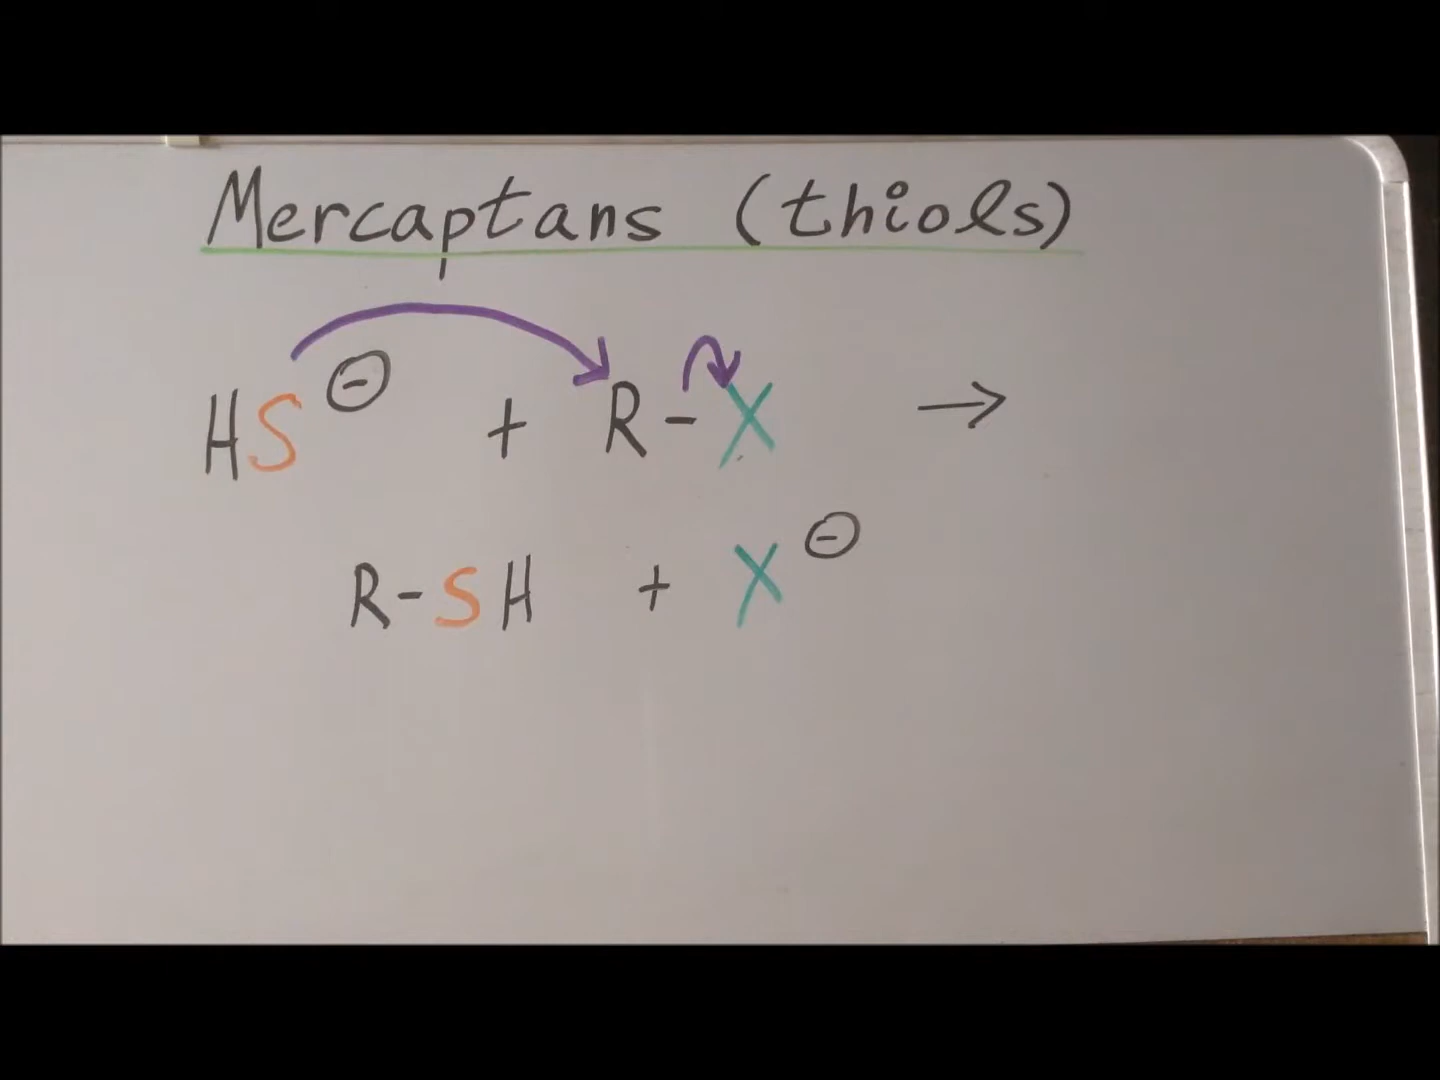 Mercaptans (thiols)
HS⊖ + R-X →
R-SH + X⊖